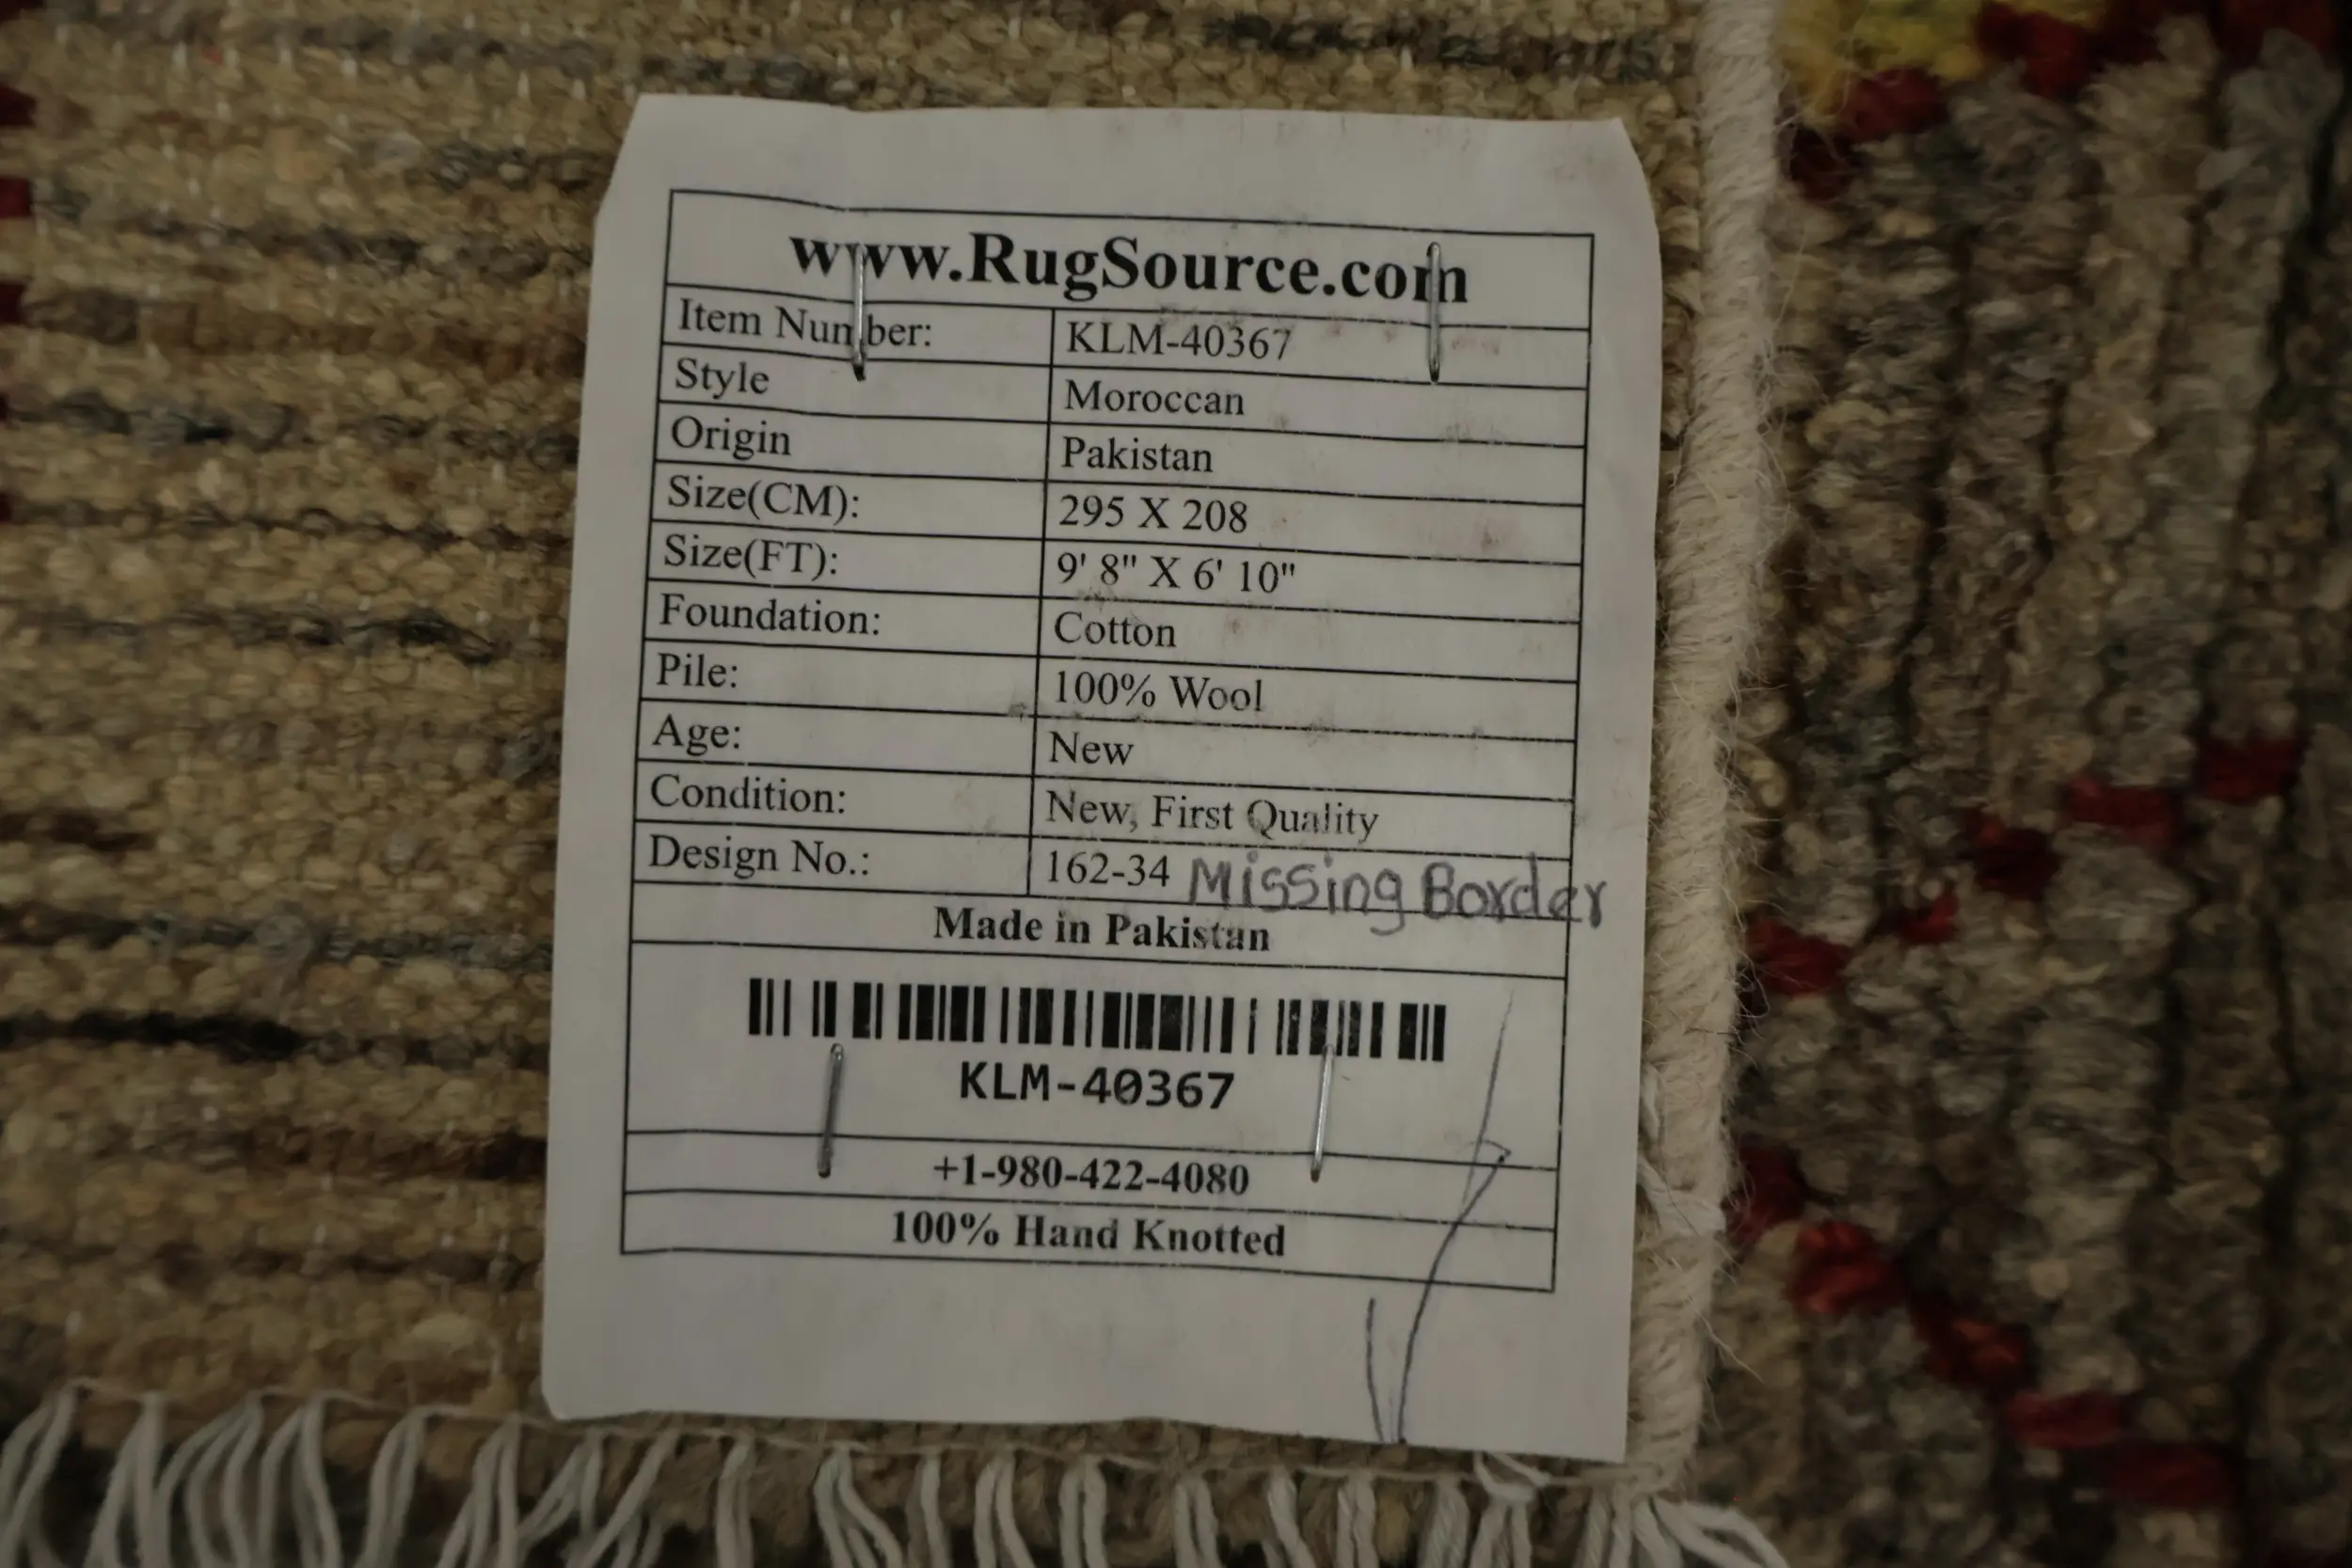 www.RugSource.com
Item Number: KLM-40367
Style Moroccan
Origin Pakistan
Size(CM): 295 X 208
Size(FT): 9' 8" X 6' 10"
Foundation: Cotton
Pile: 100% Wool
Age: New
Condition: New, First Quality
Design No.: 162-34 Missing Border
Made in Pakistan
KLM-40367
+1-980-422-4080
100% Hand Knotted